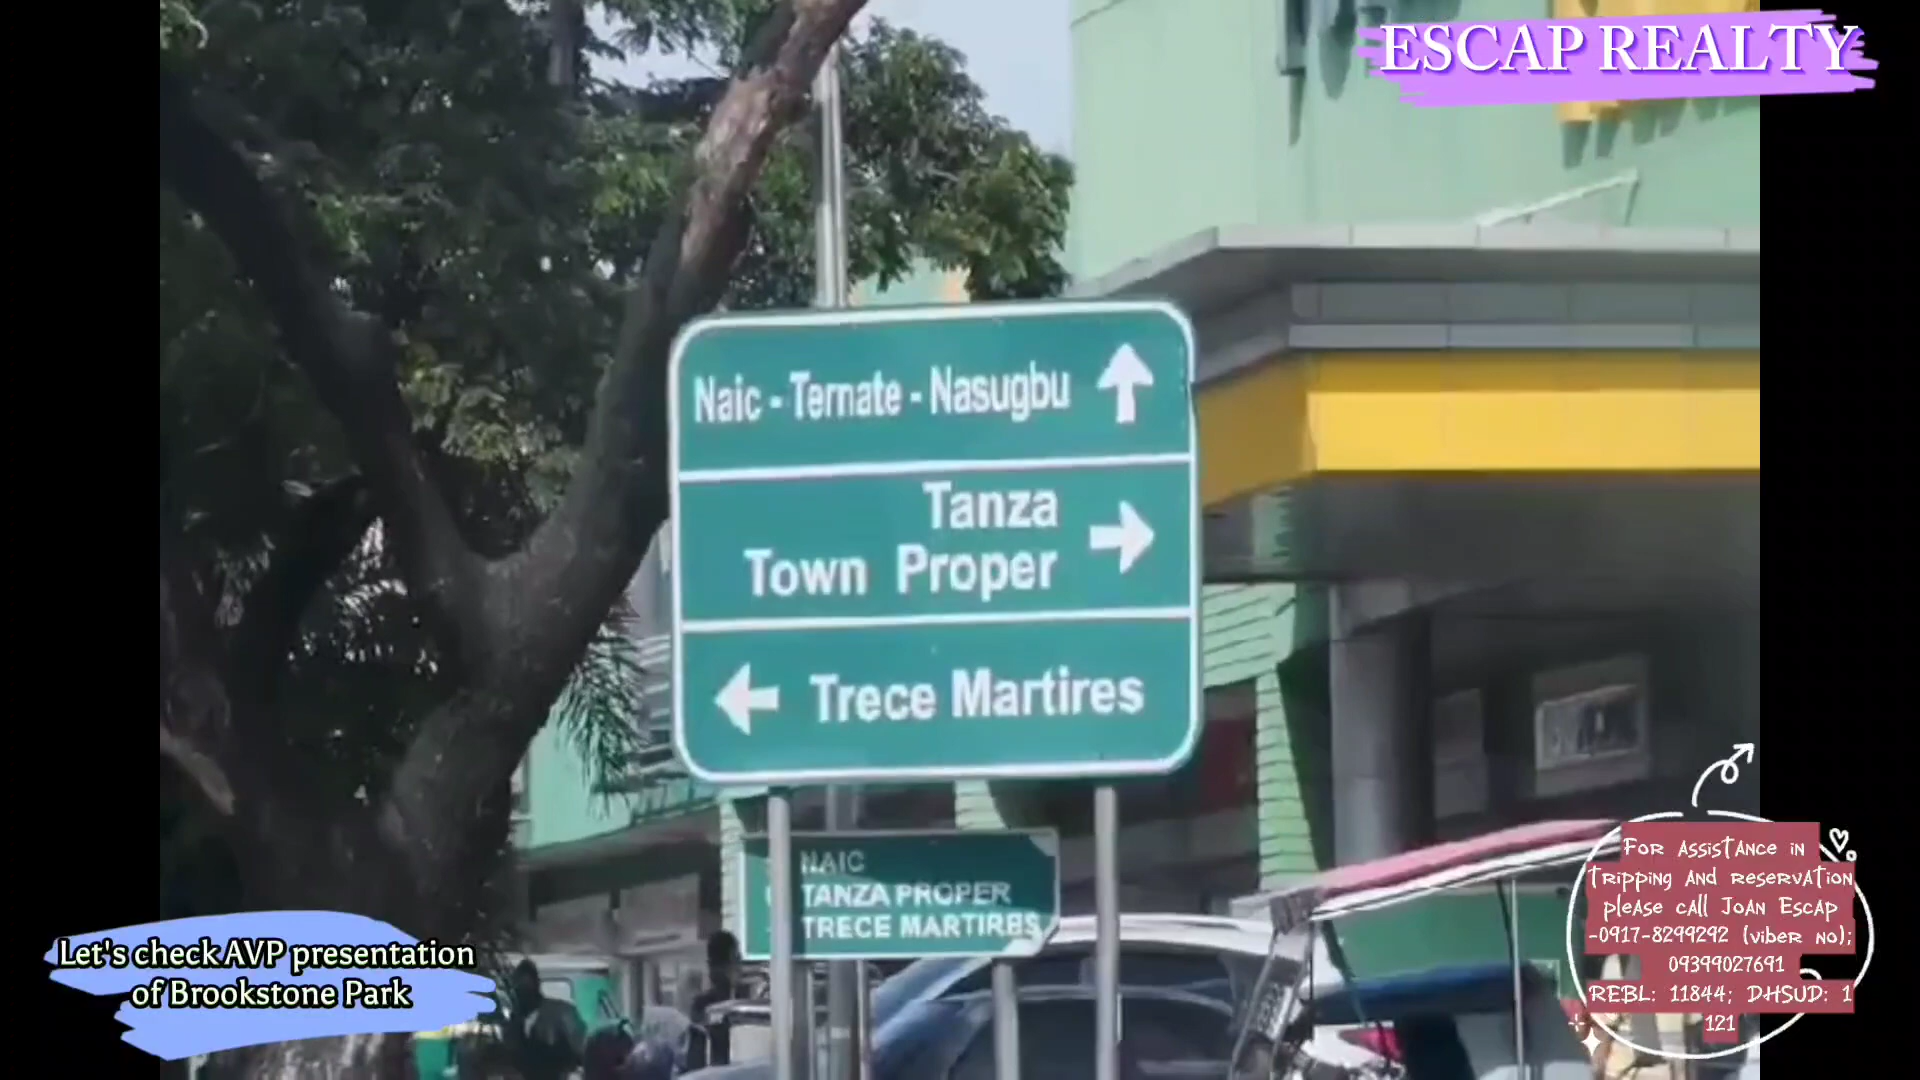 ESCAP REALTY
Naic - Ternate - Nasugbu
Tanza
Town Proper
Trece Martires
NAIC
TANZA PROPER
TRECE MARTIRES
Let's check AVP presentation
of Brookstone Park
For Assistance in
tripping and reservation
please call Joan Escap
-0917-8299292 (viber no);
09399027691
REBL: 11844; DHSUD: 1
121